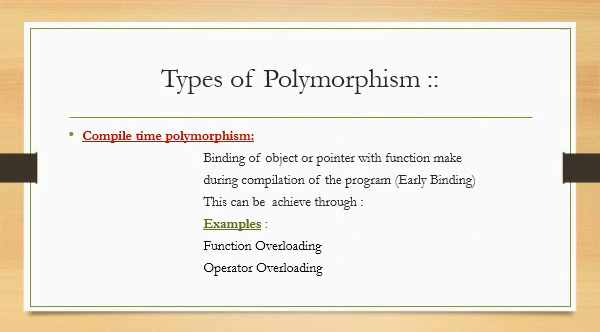 Types of Polymorphism ::
• Compile time polymorphism:
Binding of object or pointer with function make
during compilation of the program (Early Binding)
This can be achieve through :
Examples :
Function Overloading
Operator Overloading